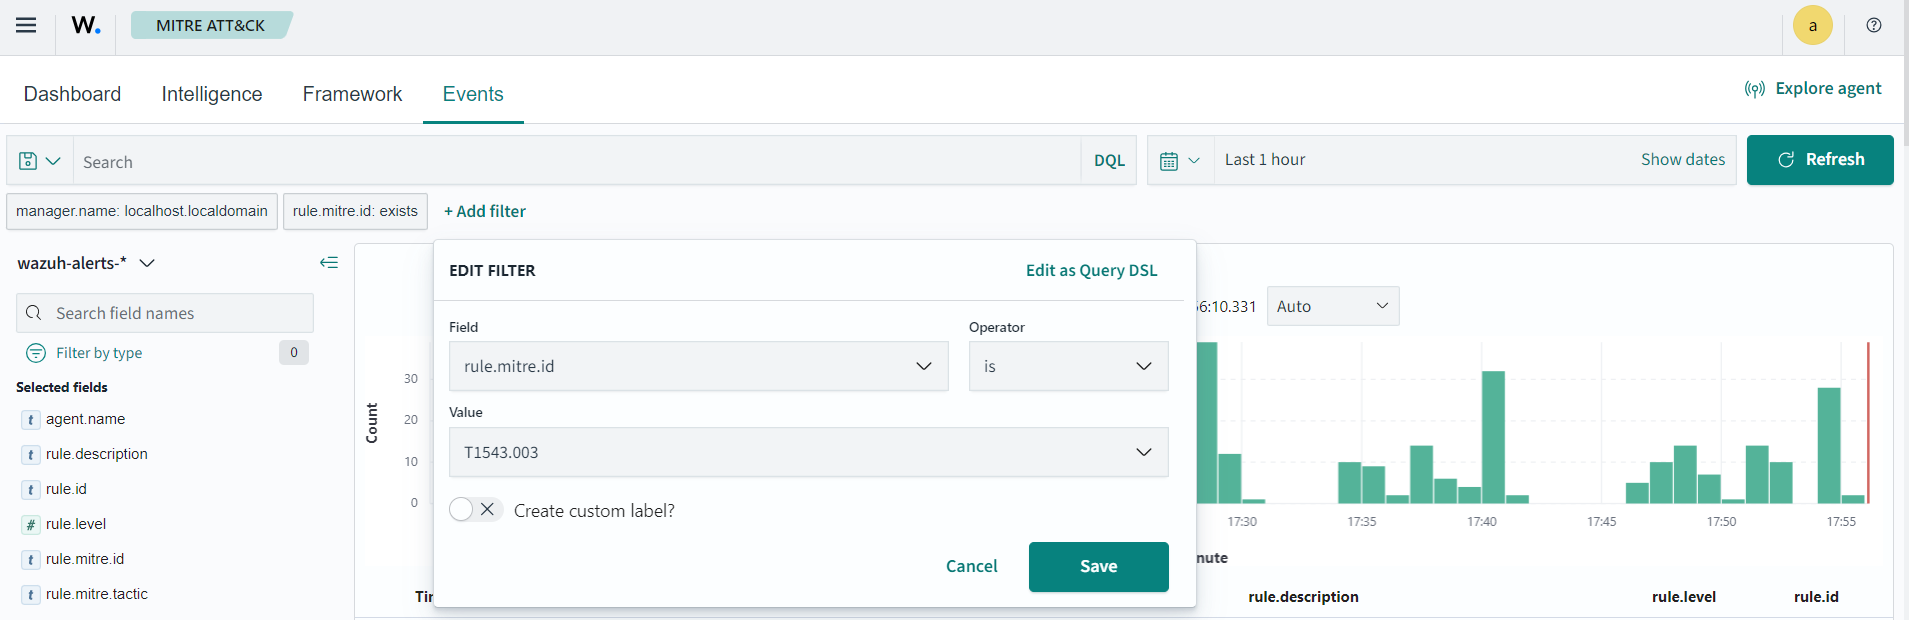 W. MITRE ATT&CK a
Dashboard Intelligence Framework Events Explore agent
Search DQL Last 1 hour Show dates Refresh
manager.name: localhost.localdomain rule.mitre.id: exists + Add filter
wazuh-alerts-*
Search field names
Filter by type 0
Selected fields
t agent.name
t rule.description
t rule.id
# rule.level
t rule.mitre.id
t rule.mitre.tactic
EDIT FILTER Edit as Query DSL
Field Operator
rule.mitre.id is
Value
T1543.003
Create custom label?
Cancel Save
6:10.331 Auto
Count
30
20
10
0
17:30 17:35 17:40 17:45 17:50 17:55
nute
rule.description rule.level rule.id